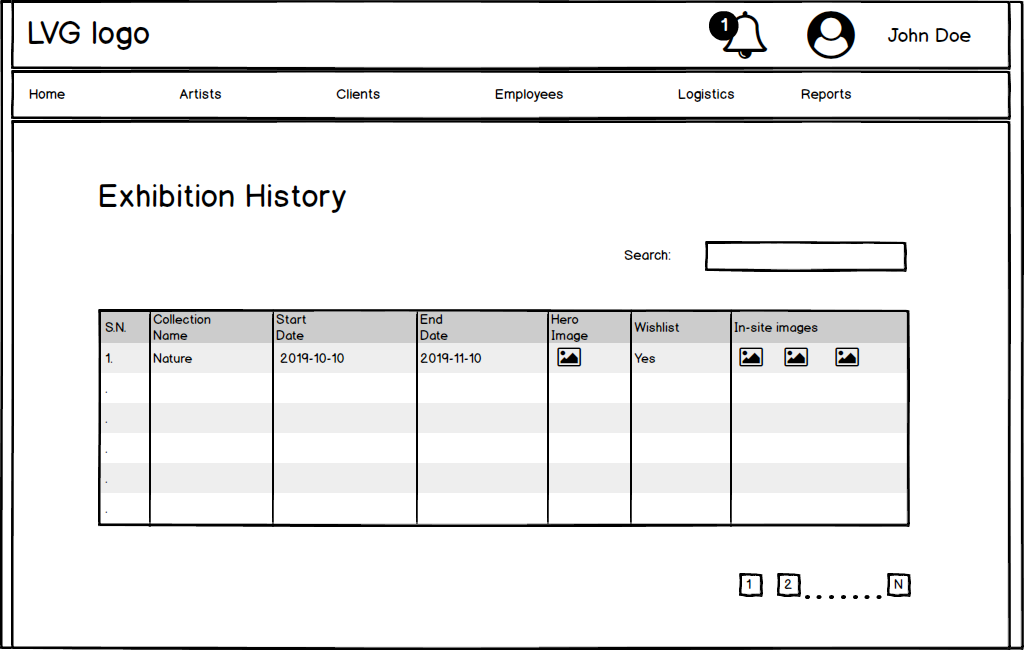 LVG logo
1
John Doe
Home Artists Clients Employees Logistics Reports
Exhibition History
Search:
S.N. Collection Name Start Date End Date Hero Image Wishlist In-site images
1. Nature 2019-10-10 2019-11-10 Yes
.
.
.
.
.
1 2 ....... N